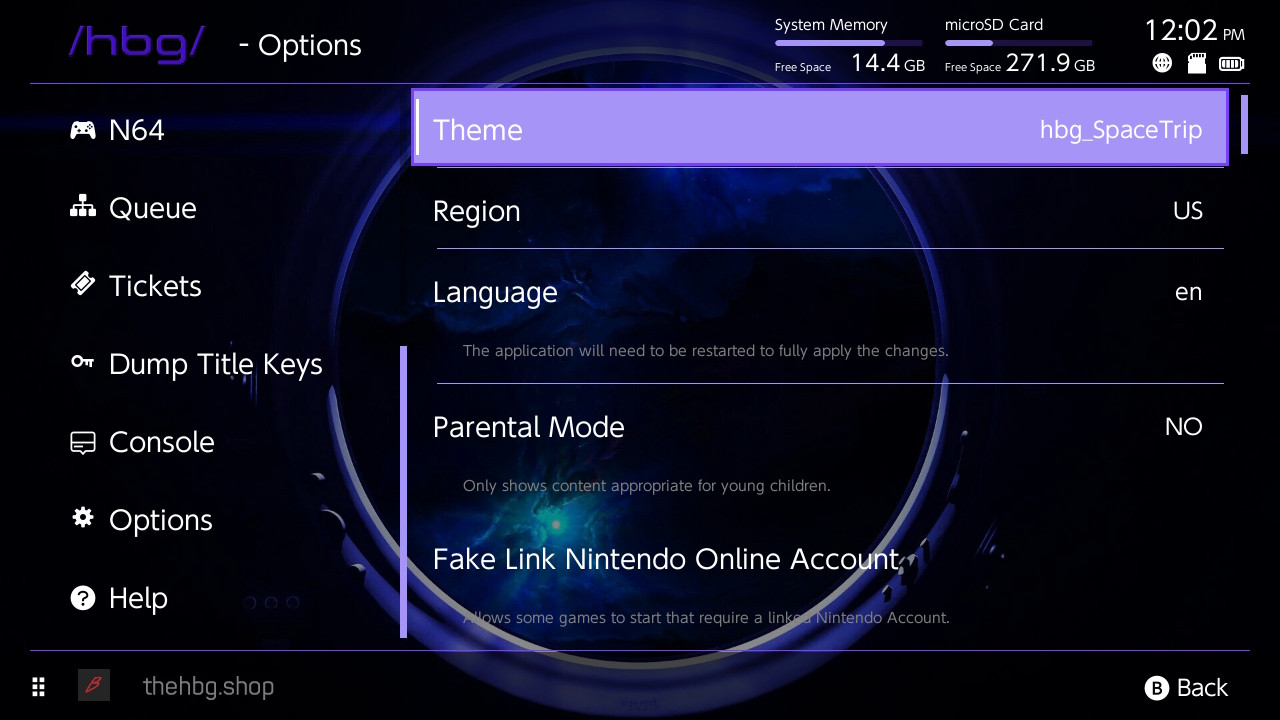 /hbg/ - Options
System Memory
Free Space 14.4 GB
microSD Card
Free Space 271.9 GB
12:02 PM
N64
Queue
Tickets
Dump Title Keys
Console
Options
Help
Theme hbg_SpaceTrip
Region US
Language en
The application will need to be restarted to fully apply the changes.
Parental Mode NO
Only shows content appropriate for young children.
Fake Link Nintendo Online Account
Allows some games to start that require a linked Nintendo Account.
thehbg.shop
B Back